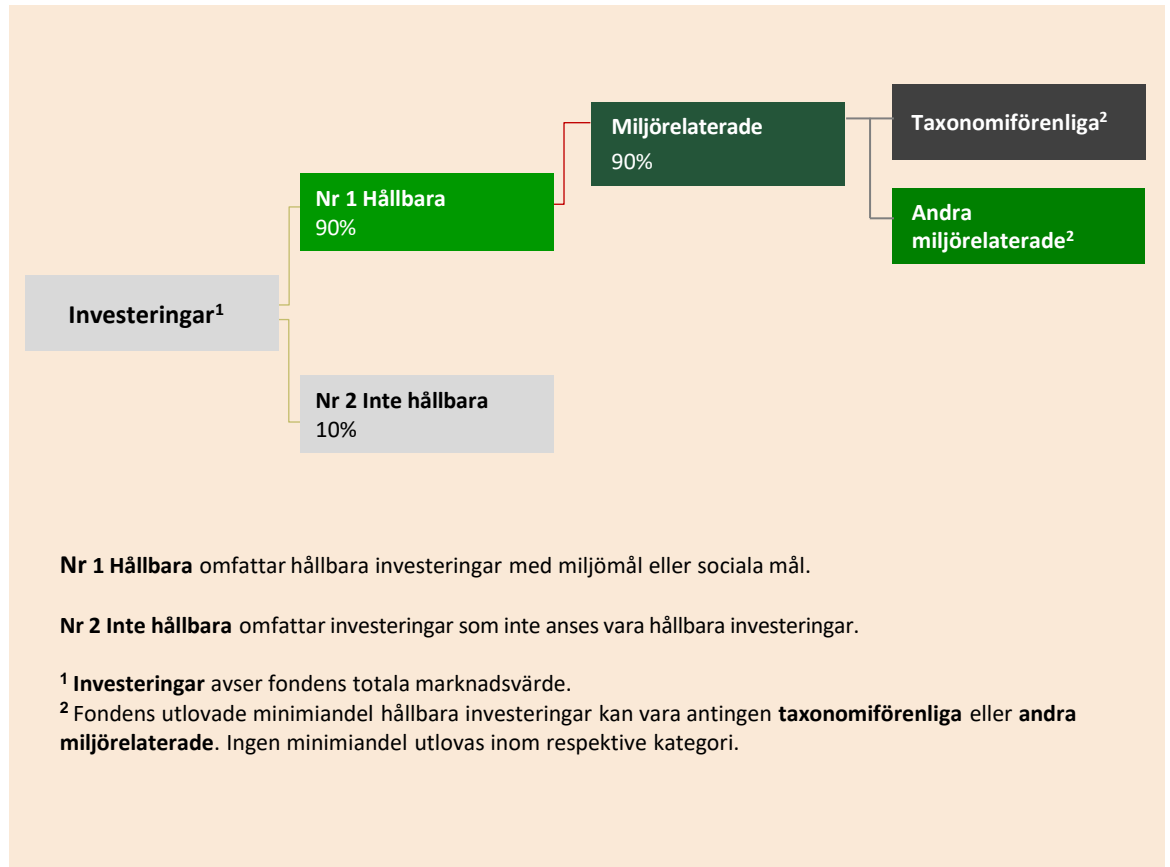 Miljörelaterade
90%
Taxonomiförenliga²
Nr 1 Hållbara
90%
Andra
miljörelaterade²
Investeringar¹
Nr 2 Inte hållbara
10%
Nr 1 Hållbara omfattar hållbara investeringar med miljömål eller sociala mål.
Nr 2 Inte hållbara omfattar investeringar som inte anses vara hållbara investeringar.
¹ Investeringar avser fondens totala marknadsvärde.
² Fondens utlovade minimiandel hållbara investeringar kan vara antingen taxonomiförenliga eller andra
miljörelaterade. Ingen minimiandel utlovas inom respektive kategori.